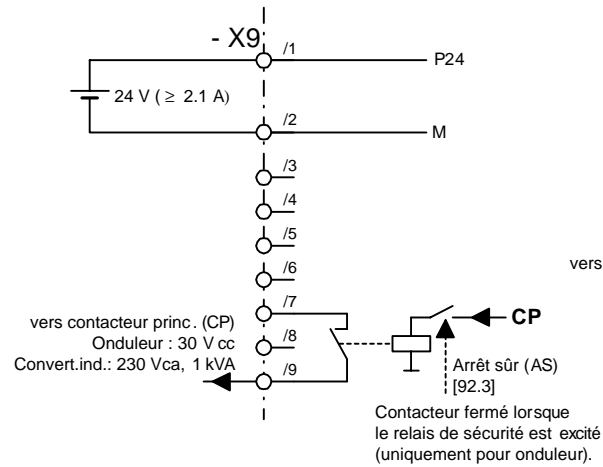 - X9
/1
P24
24 V ( ≥ 2.1 A)
/2
M
/3
/4
/5
/6
vers
/7
vers contacteur princ. (CP)
CP
Onduleur : 30 V cc
/8
Convert.ind.: 230 Vca, 1 kVA
/9
Arrêt sûr (AS)
[92.3]
Contacteur fermé lorsque
le relais de sécurité est excité
(uniquement pour onduleur).